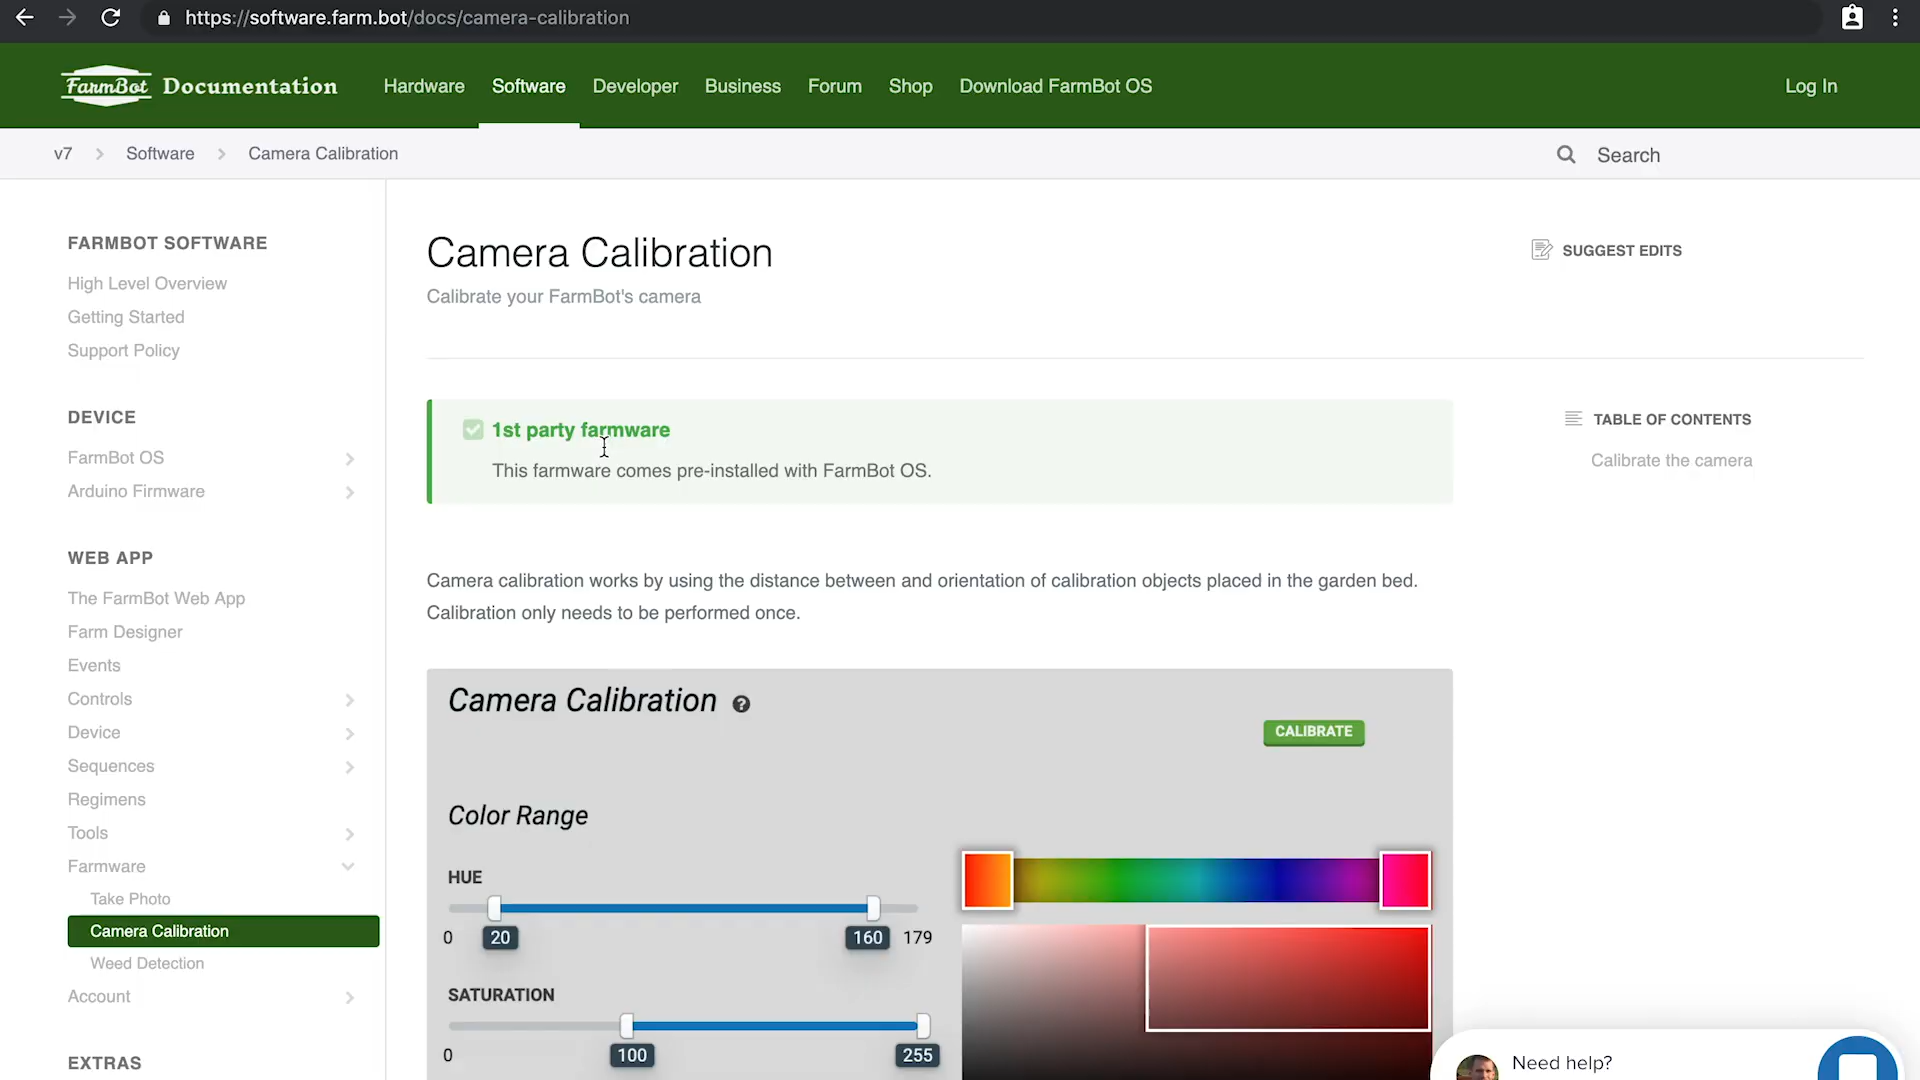 https://software.farm.bot/docs/camera-calibration
FarmBot Documentation
Hardware
Software
Developer
Business
Forum
Shop
Download FarmBot OS
Log In
v7
Software
Camera Calibration
Search
FARMBOT SOFTWARE
High Level Overview
Getting Started
Support Policy
DEVICE
FarmBot OS
Arduino Firmware
WEB APP
The FarmBot Web App
Farm Designer
Events
Controls
Device
Sequences
Regimens
Tools
Farmware
Take Photo
Camera Calibration
Weed Detection
Account
EXTRAS
Camera Calibration
Calibrate your FarmBot's camera
SUGGEST EDITS
1st party farmware
This farmware comes pre-installed with FarmBot OS.
TABLE OF CONTENTS
Calibrate the camera
Camera calibration works by using the distance between and orientation of calibration objects placed in the garden bed.
Calibration only needs to be performed once.
Camera Calibration ?
CALIBRATE
Color Range
HUE
0 20 160 179
SATURATION
0 100 255
Need help?